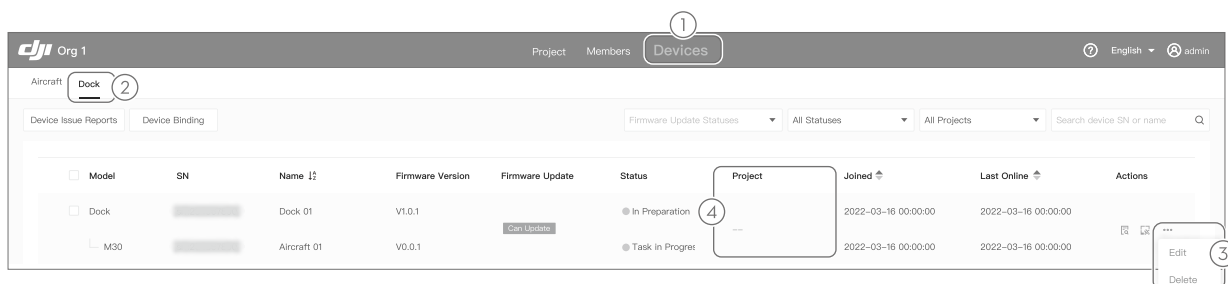 1
dji Org 1 Project Members Devices ? English admin
Aircraft Dock 2
Device Issue Reports Device Binding Firmware Update Statuses All Statuses All Projects Search device SN or name
Model SN Name Firmware Version Firmware Update Status Project Joined Last Online Actions
Dock Dock 01 V1.0.1 In Preparation 4 2022-03-16 00:00:00 2022-03-16 00:00:00
Can Update — ...
M30 Aircraft 01 V0.0.1 Task in Progres 2022-03-16 00:00:00 2022-03-16 00:00:00
Edit 3
Delete